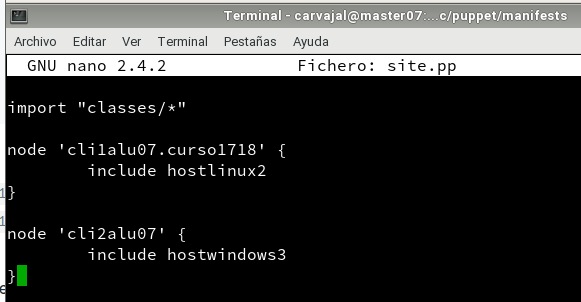 Terminal - carvajal@master07:...c/puppet/manifests
Archivo Editar Ver Terminal Pestañas Ayuda
GNU nano 2.4.2 Fichero: site.pp
import "classes/*"
node 'cli1alu07.curso1718' {
include hostlinux2
}
node 'cli2alu07' {
include hostwindows3
}